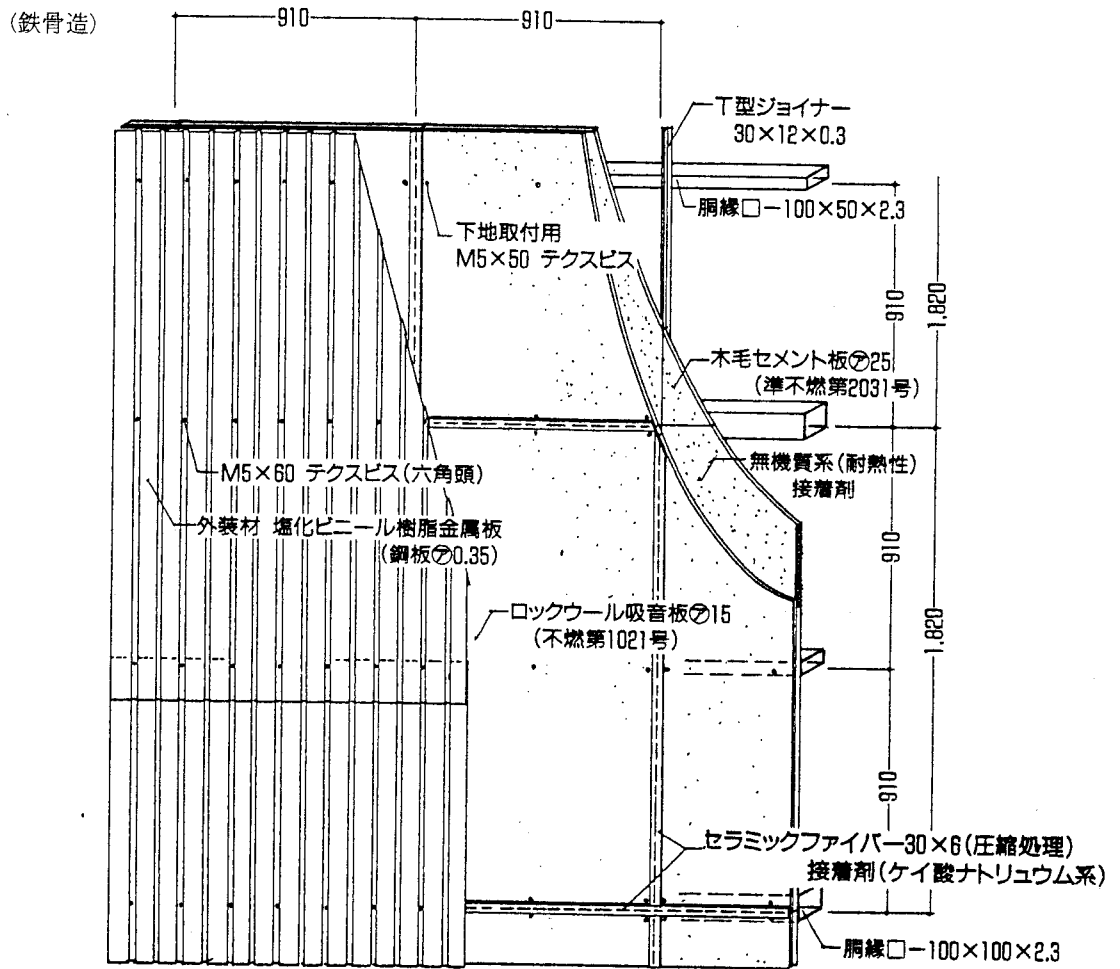 (鉄骨造)
910
910
T型ジョイナー
30×12×0.3
胴縁□-100×50×2.3
下地取付用
M5×50 テクスビス
910
1,820
木毛セメント板㋐25
(準不燃第2031号)
M5×60 テクスビス(六角頭)
無機質系(耐熱性)
接着剤
外装材 塩化ビニール樹脂金属板
(鋼板㋐0.35)
910
ロックウール吸音板㋐15
(不燃第1021号)
1,820
910
セラミックファイバー30×6(圧縮処理)
接着剤(ケイ酸ナトリュウム系)
胴縁□-100×100×2.3